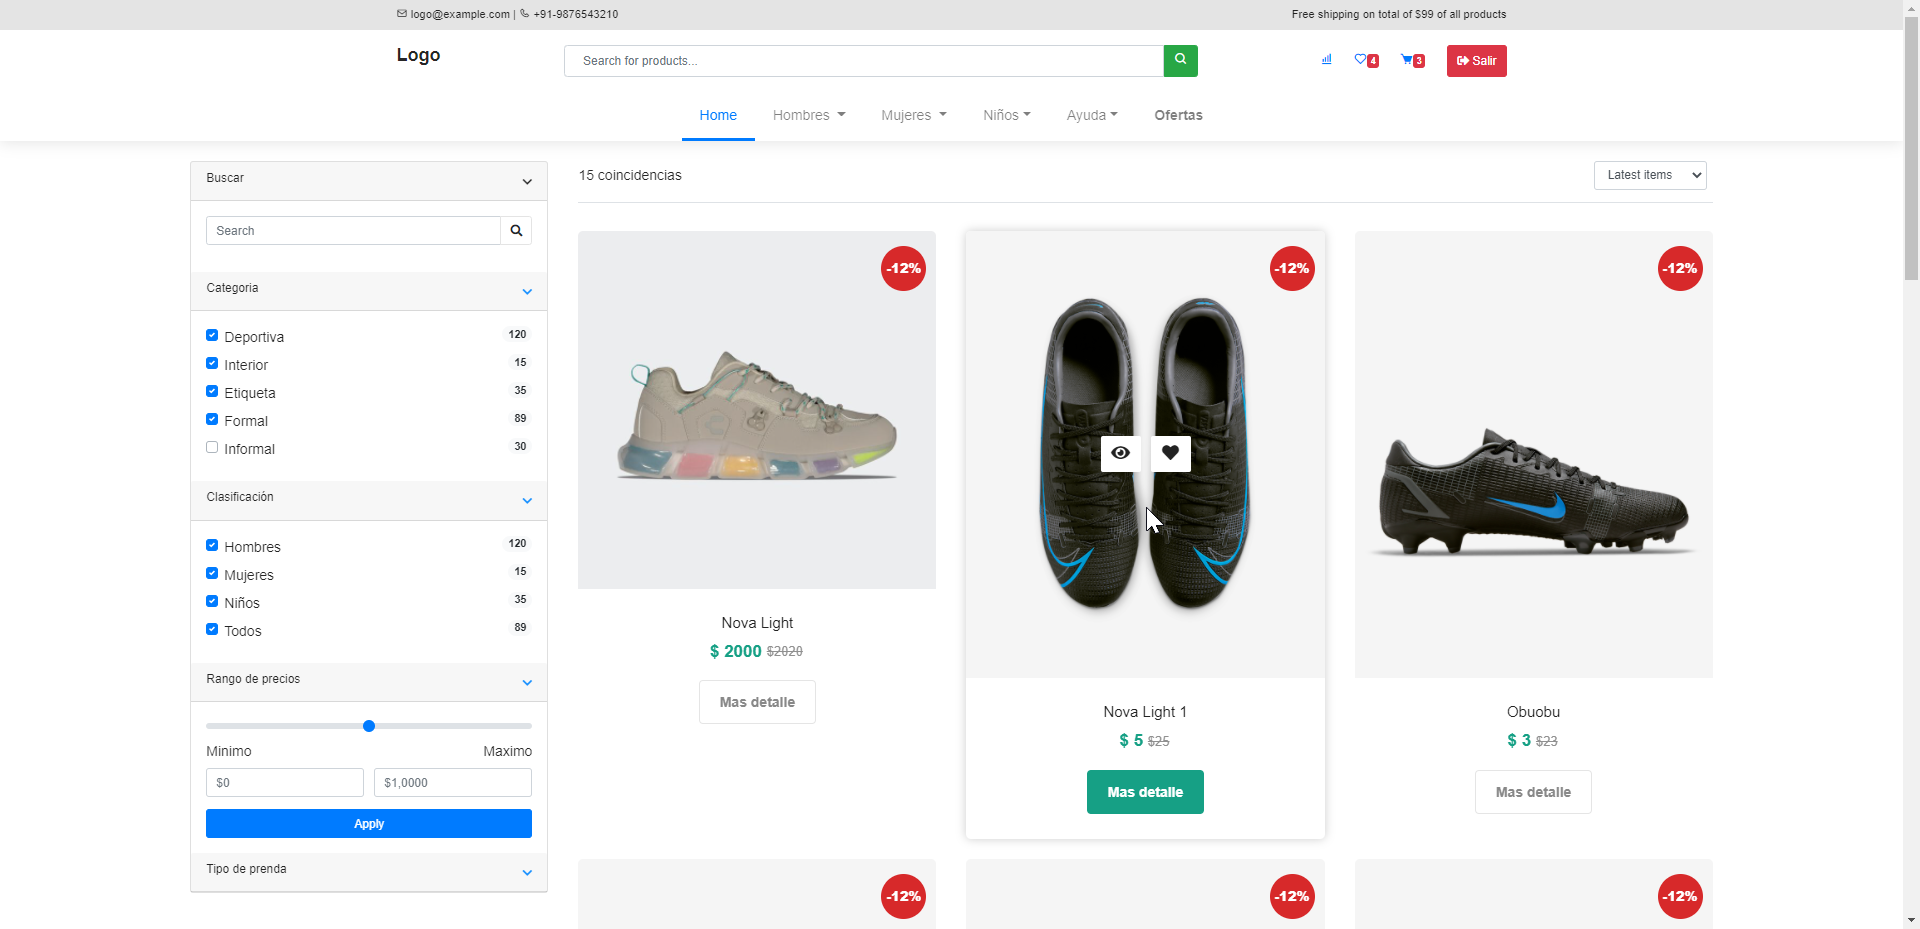 logo@example.com | +91-9876543210
Free shipping on total of $99 of all products
Logo
Search for products...
4
3
Salir
Home
Hombres
Mujeres
Niños
Ayuda
Ofertas
Buscar
Search
Categoria
Deportiva 120
Interior 15
Etiqueta 35
Formal 89
Informal 30
Clasificación
Hombres 120
Mujeres 15
Niños 35
Todos 89
Rango de precios
Minimo Maximo
$0 $1,0000
Apply
Tipo de prenda
15 coincidencias
Latest items
-12%
Nova Light
$ 2000 $2020
Mas detalle
-12%
Nova Light 1
$ 5 $25
Mas detalle
-12%
Obuobu
$ 3 $23
Mas detalle
-12%
-12%
-12%